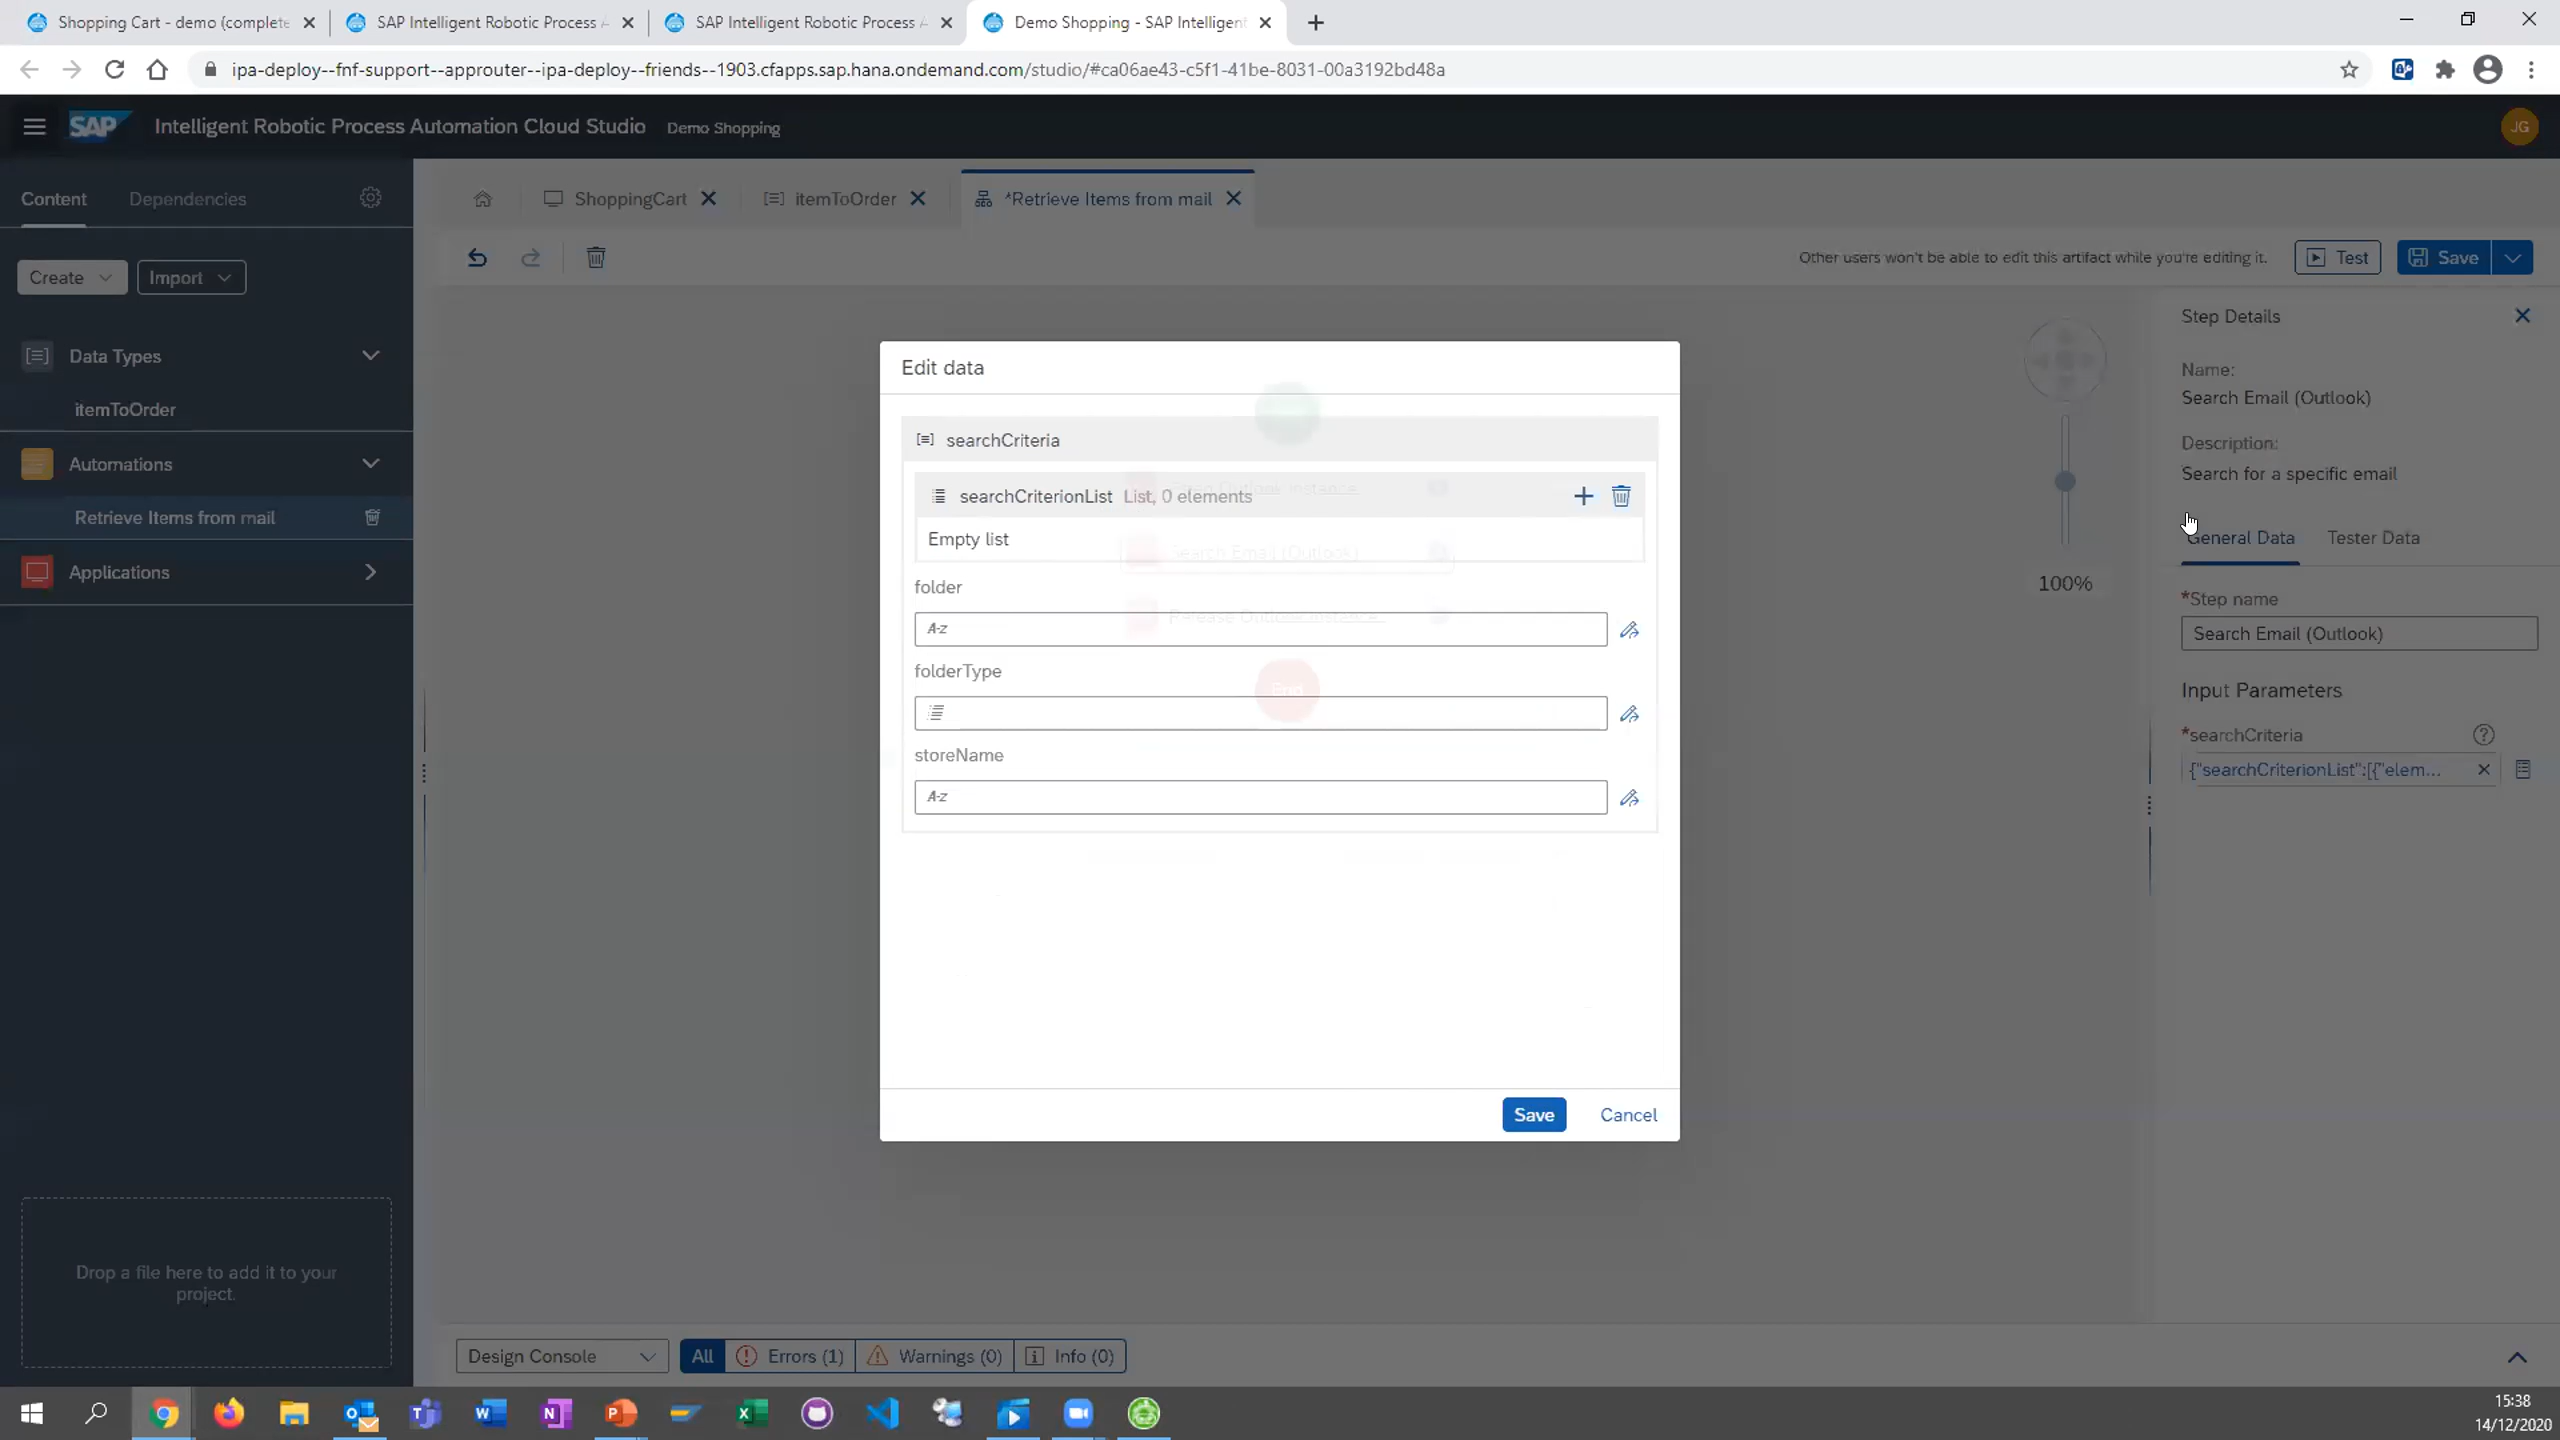 Shopping Cart - demo (complete
SAP Intelligent Robotic Process A
SAP Intelligent Robotic Process A
Demo Shopping - SAP Intelligent
ipa-deploy--fnf-support--approuter--ipa-deploy--friends--1903.cfapps.sap.hana.ondemand.com/studio/#ca06ae43-c5f1-41be-8031-00a3192bd48a
SAP Intelligent Robotic Process Automation Cloud Studio Demo Shopping
JG
Content
Dependencies
ShoppingCart
itemToOrder
*Retrieve Items from mail
Create
Import
Other users won't be able to edit this artifact while you're editing it.
Test
Save
Data Types
itemToOrder
Automations
Retrieve Items from mail
Applications
Drop a file here to add it to your
project.
Edit data
searchCriteria
searchCriterionList List, 0 elements
Empty list
Search Email (Outlook)
folder
A-z
Release Outlook Instance
folderType
End
storeName
A-z
Save
Cancel
100%
Step Details
Name:
Search Email (Outlook)
Description:
Search for a specific email
General Data
Tester Data
*Step name
Search Email (Outlook)
Input Parameters
*searchCriteria
{"searchCriterionList":[{"elem...
Design Console
All
Errors (1)
Warnings (0)
Info (0)
15:38
14/12/2020